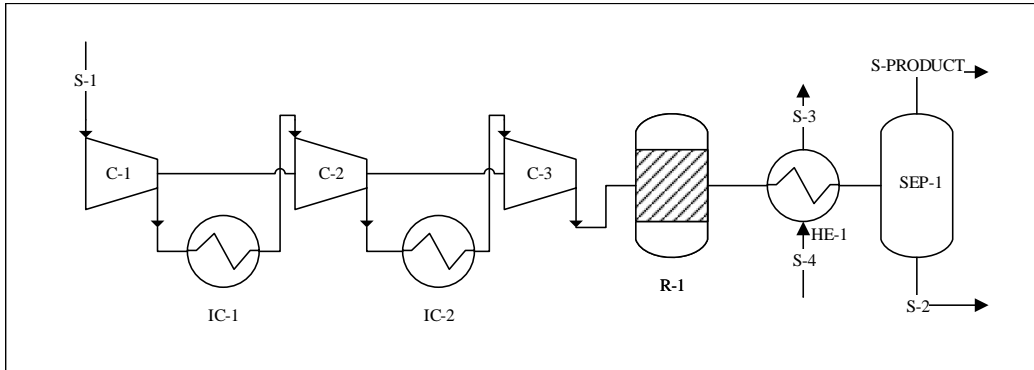 S-1
C-1
IC-1
C-2
IC-2
C-3
R-1
S-3
HE-1
S-4
S-PRODUCT
SEP-1
S-2